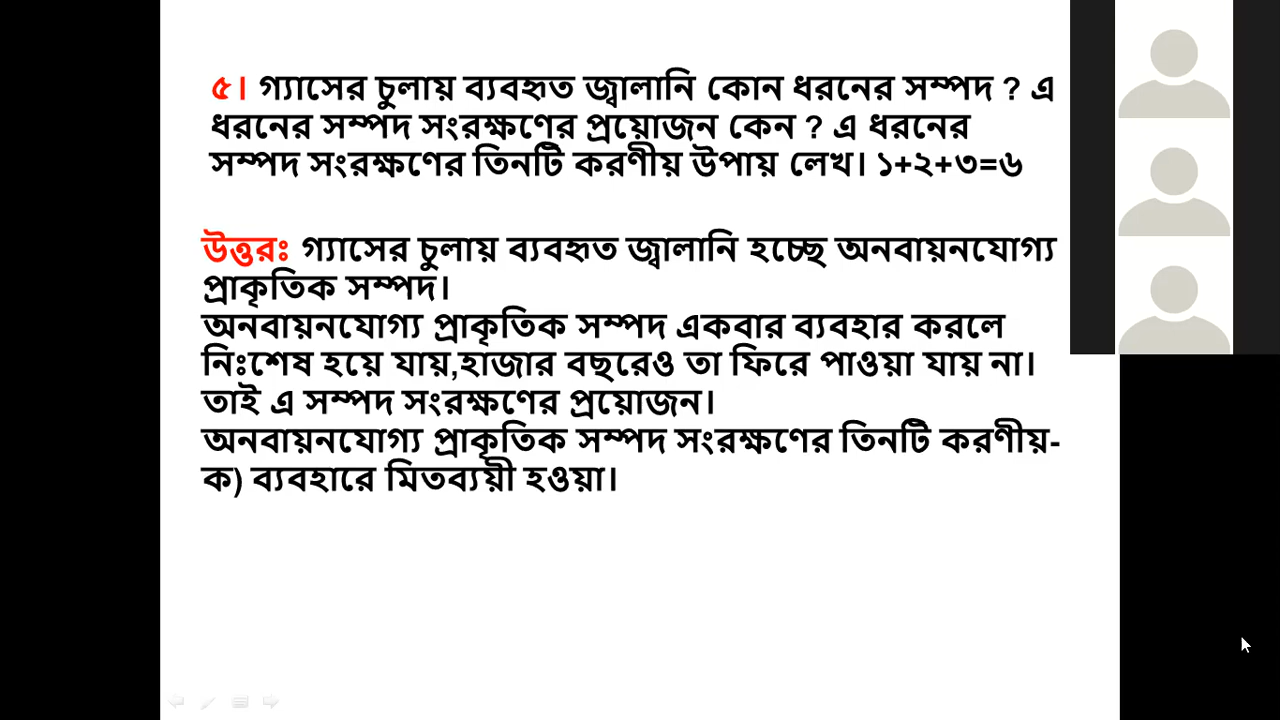 ৫। গ্যাসের চুলায় ব্যবহৃত জ্বালানি কোন ধরনের সম্পদ ? এ
ধরনের সম্পদ সংরক্ষণের প্রয়োজন কেন ? এ ধরনের
সম্পদ সংরক্ষণের তিনটি করণীয় উপায় লেখ। ১+২+৩=৬
উত্তরঃ গ্যাসের চুলায় ব্যবহৃত জ্বালানি হচ্ছে অনবায়নযোগ্য
প্রাকৃতিক সম্পদ।
অনবায়নযোগ্য প্রাকৃতিক সম্পদ একবার ব্যবহার করলে
নিঃশেষ হয়ে যায়,হাজার বছরেও তা ফিরে পাওয়া যায় না।
তাই এ সম্পদ সংরক্ষণের প্রয়োজন।
অনবায়নযোগ্য প্রাকৃতিক সম্পদ সংরক্ষণের তিনটি করণীয়-
ক) ব্যবহারে মিতব্যয়ী হওয়া।